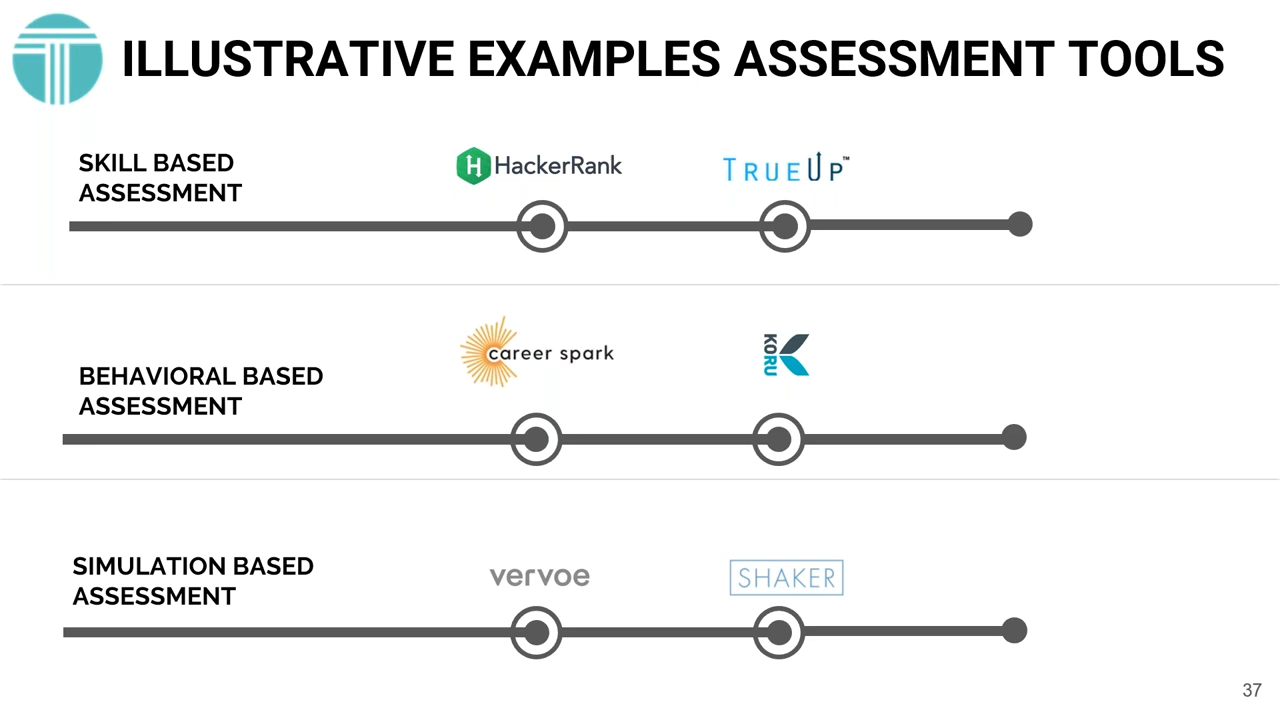 ILLUSTRATIVE EXAMPLES ASSESSMENT TOOLS
SKILL BASED
ASSESSMENT
HackerRank
TRUEUP™
career spark
KORU
BEHAVIORAL BASED
ASSESSMENT
SIMULATION BASED
ASSESSMENT
vervoe
SHAKER
37